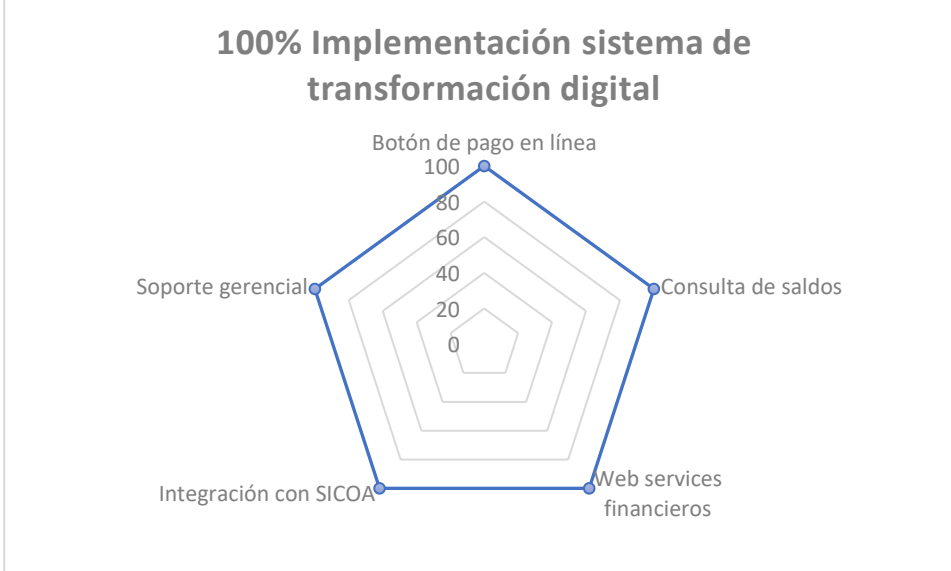 100% Implementación sistema de
transformación digital
Botón de pago en línea
100
80
60
40
20
0
Soporte gerencial
Consulta de saldos
Integración con SICOA
Web services
financieros